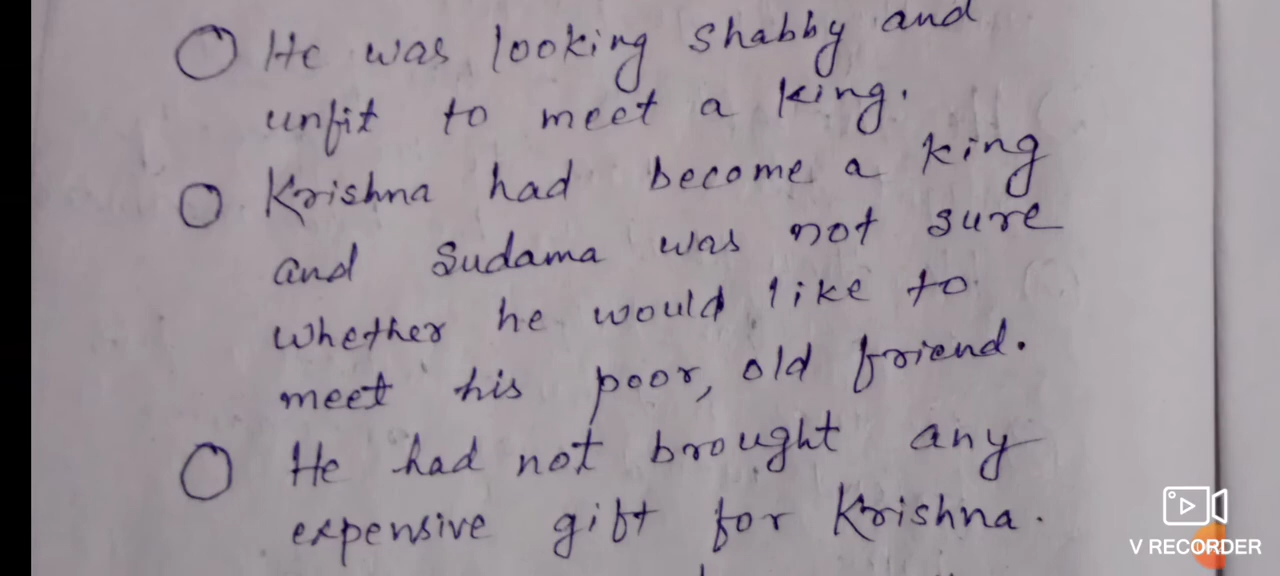 He was looking shabby and
unfit to meet a king.
Krishna had become a king
and Sudama was not sure
whether he would like to
meet his poor, old friend.
He had not brought any
expensive gift for Krishna.
V RECORDER